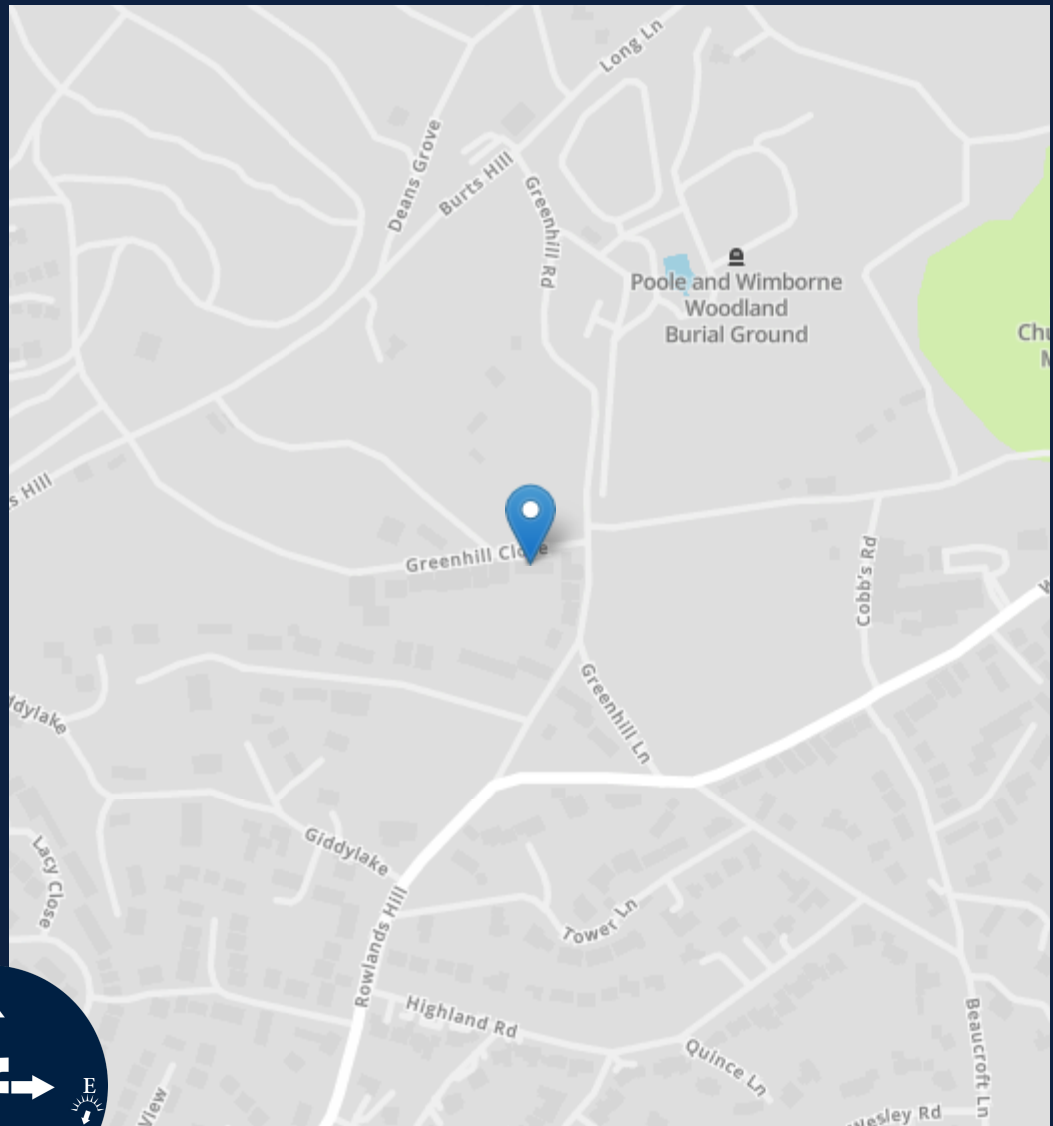 Long Ln
Deans Grove
Burts Hill
Greenhill Rd
Poole and Wimborne
Woodland
Burial Ground
s Hill
Greenhill Close
Cobb's Rd
Greenhill Ln
Giddylake
Lacy Close
Rowlands Hill
Tower Ln
Highland Rd
Quince Ln
Beaucroft Ln
E
View
Wesley Rd